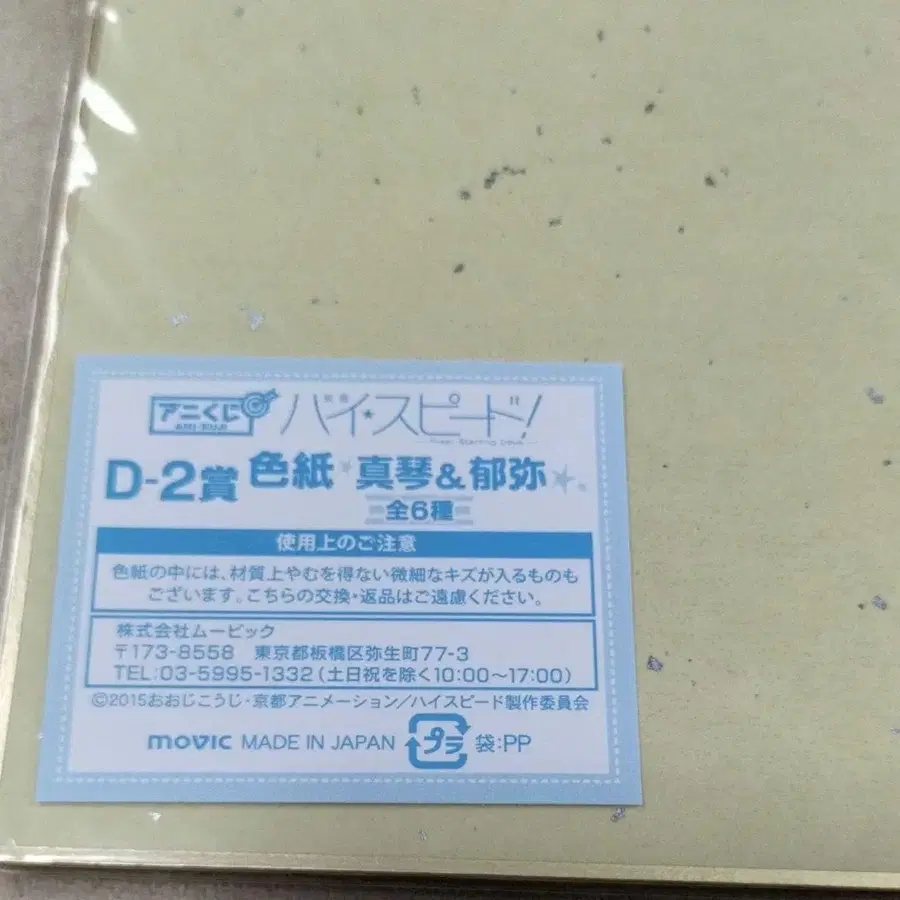 アニくじ
ANI-KUJI
ハイ☆スピード!
D-2賞 色紙 真琴&郁弥
全6種
使用上のご注意
色紙の中には、材質上やむを得ない微細なキズが入るものも
ございます。こちらの交換・返品はご遠慮ください。
株式会社ムービック
〒173-8558 東京都板橋区弥生町77-3
TEL:03-5995-1332(土日祝を除く10:00〜17:00)
©2015おおじこうじ・京都アニメーション/ハイスピード製作委員会
movic MADE IN JAPAN プラ 袋:PP